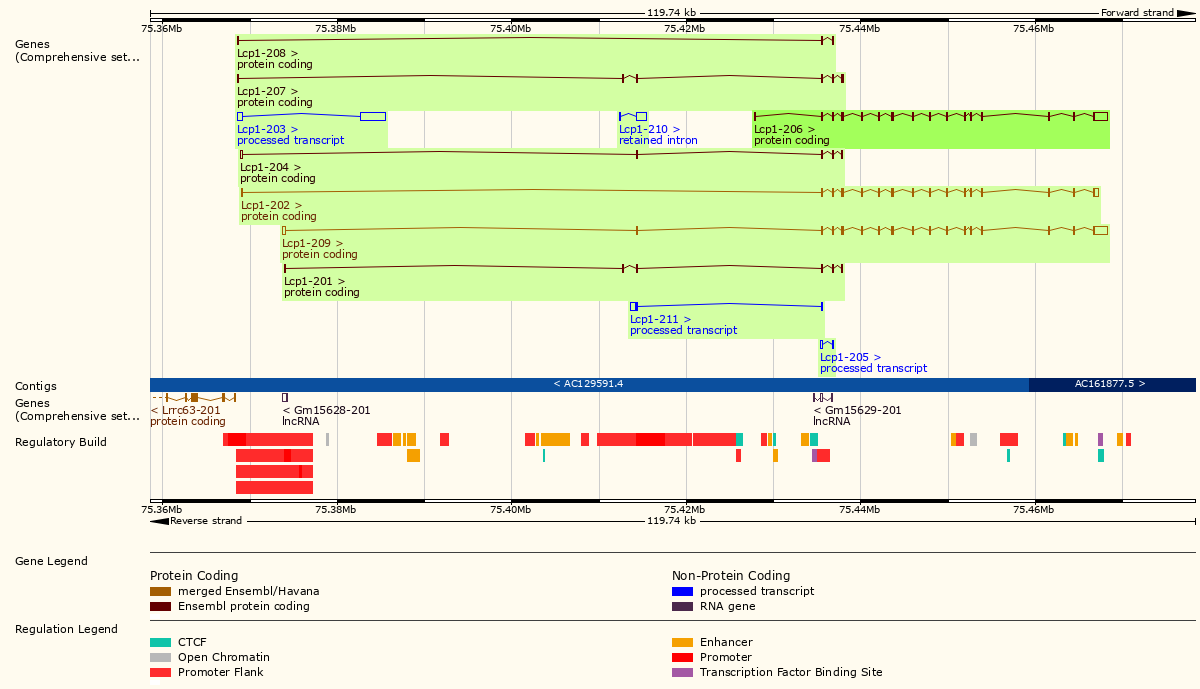 119.74 kb Forward strand
75.36Mb 75.38Mb 75.40Mb 75.42Mb 75.44Mb 75.46Mb
Genes
(Comprehensive set...
Lcp1-208 >
protein coding
Lcp1-207 >
protein coding
Lcp1-203 > Lcp1-210 > Lcp1-206 >
processed transcript retained intron protein coding
Lcp1-204 >
protein coding
Lcp1-202 >
protein coding
Lcp1-209 >
protein coding
Lcp1-201 >
protein coding
Lcp1-211 >
processed transcript
Lcp1-205 >
processed transcript
Contigs < AC129591.4 AC161877.5 >
Genes
(Comprehensive set...
< Lrrc63-201 < Gm15628-201 < Gm15629-201
protein coding lncRNA lncRNA
Regulatory Build
75.36Mb 75.38Mb 75.40Mb 75.42Mb 75.44Mb 75.46Mb
Reverse strand 119.74 kb
Gene Legend
Protein Coding Non-Protein Coding
merged Ensembl/Havana processed transcript
Ensembl protein coding RNA gene
Regulation Legend
CTCF Enhancer
Open Chromatin Promoter
Promoter Flank Transcription Factor Binding Site